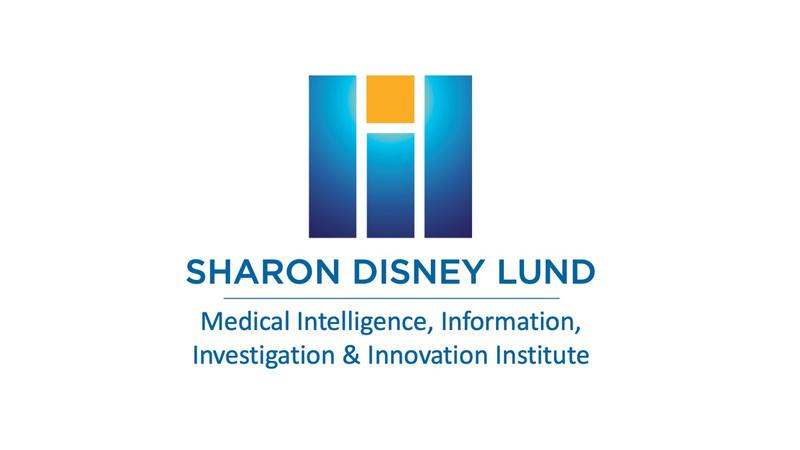 SHARON DISNEY LUND
Medical Intelligence, Information,
Investigation & Innovation Institute